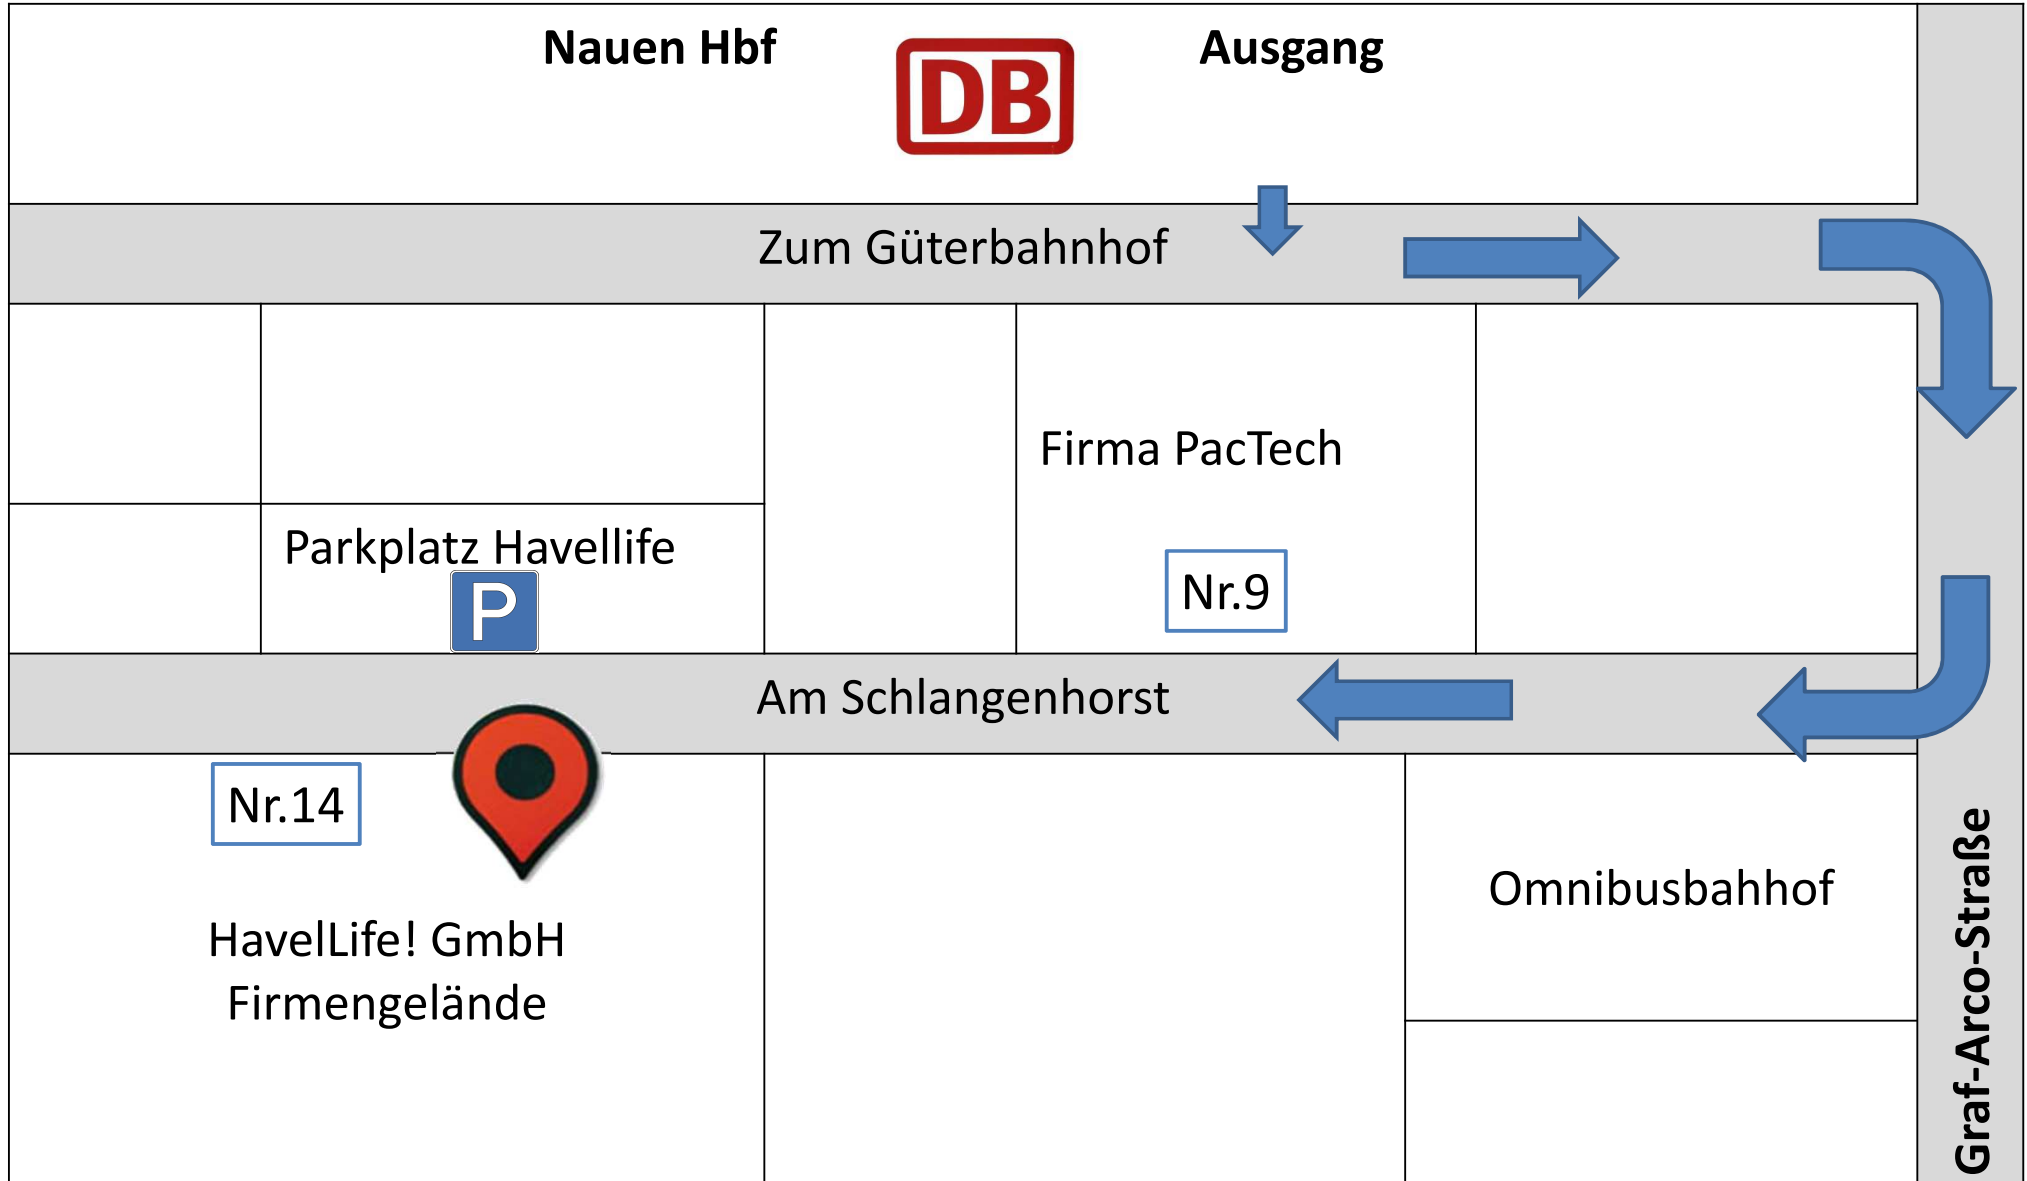 Nauen Hbf
DB
Ausgang
Zum Güterbahnhof
Firma PacTech
Parkplatz Havellife
P
Nr.9
Am Schlangenhorst
Nr.14
HavelLife! GmbH
Firmengelände
Omnibusbahhof
Graf-Arco-Straße